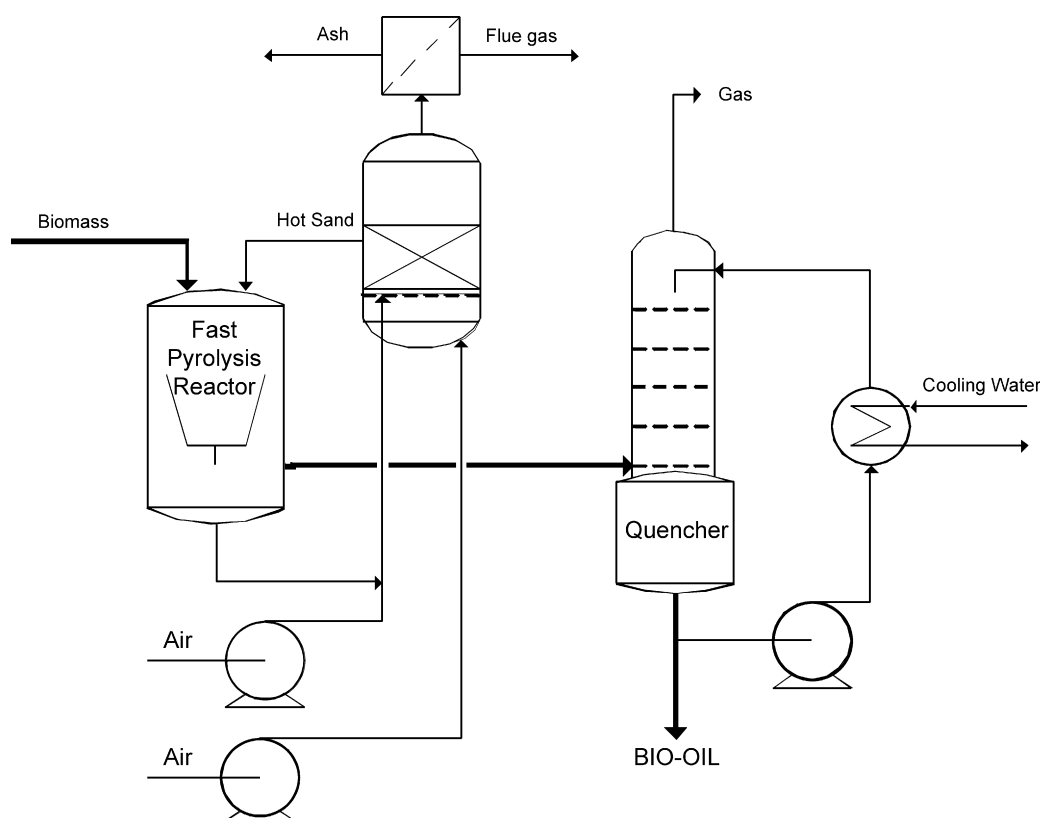 Ash
Flue gas
Gas
Biomass
Hot Sand
Fast
Pyrolysis
Reactor
Cooling Water
Quencher
Air
Air
BIO-OIL